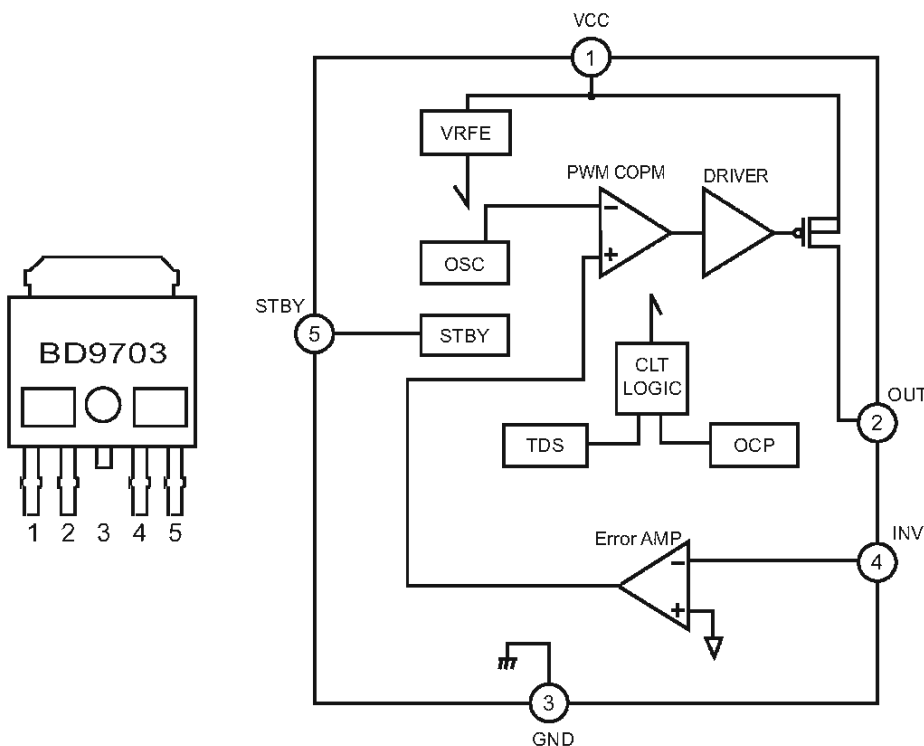 VCC
1
VRFE
PWM COPM
DRIVER
−
+
OSC
STBY
5
STBY
BD9703
CLT
LOGIC
OUT
2
TDS
OCP
1 2 3 4 5
Error AMP
INV
4
−
+
3
GND